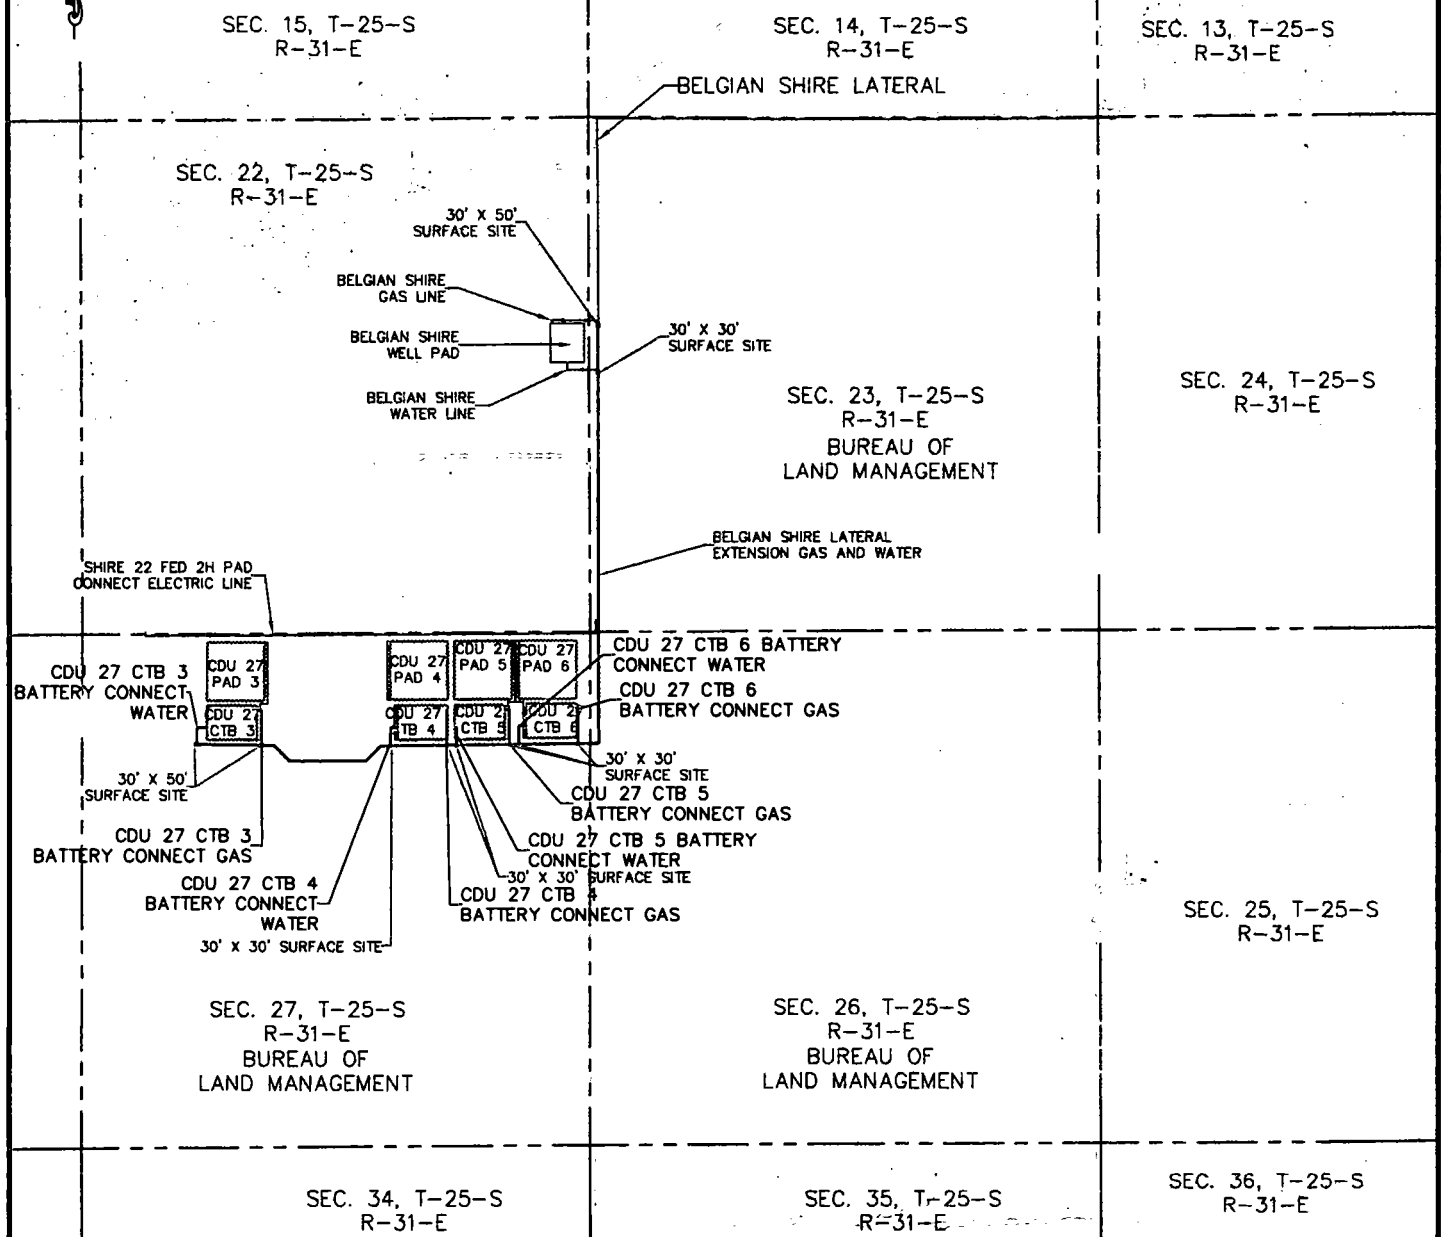 SEC. 15, T-25-S
R-31-E
SEC. 14, T-25-S
R-31-E
SEC. 13, T-25-S
R-31-E
BELGIAN SHIRE LATERAL
SEC. 22, T-25-S
R-31-E
30' X 50'
SURFACE SITE
BELGIAN SHIRE
GAS LINE
BELGIAN SHIRE
WELL PAD
30' X 30'
SURFACE SITE
BELGIAN SHIRE
WATER LINE
SEC. 23, T-25-S
R-31-E
BUREAU OF
LAND MANAGEMENT
SEC. 24, T-25-S
R-31-E
BELGIAN SHIRE LATERAL
EXTENSION GAS AND WATER
SHIRE 22 FED 2H PAD
CONNECT ELECTRIC LINE
CDU 27
PAD 3
CDU 27
PAD 4
CDU 27
PAD 5
CDU 27
PAD 6
CDU 27 CTB 6 BATTERY
CONNECT WATER
CDU 27 CTB 3
BATTERY CONNECT
WATER
CDU 27 CTB 6
BATTERY CONNECT GAS
CDU 27
CTB 3
CDU 27
TB 4
CDU 2
CTB 5
CDU 2
CTB 6
30' X 50'
SURFACE SITE
30' X 30'
SURFACE SITE
CDU 27 CTB 5
BATTERY CONNECT GAS
CDU 27 CTB 3
BATTERY CONNECT GAS
CDU 27 CTB 5 BATTERY
CONNECT WATER
30' X 30' SURFACE SITE
CDU 27 CTB 4
BATTERY CONNECT
WATER
CDU 27 CTB 4
BATTERY CONNECT GAS
30' X 30' SURFACE SITE
SEC. 25, T-25-S
R-31-E
SEC. 27, T-25-S
R-31-E
BUREAU OF
LAND MANAGEMENT
SEC. 26, T-25-S
R-31-E
BUREAU OF
LAND MANAGEMENT
SEC. 34, T-25-S
R-31-E
SEC. 35, T-25-S
R-31-E
SEC. 36, T-25-S
R-31-E